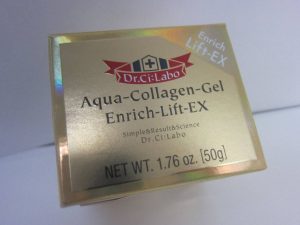 Enrich
Lift-EX
Dr.Ci:Labo
Aqua-Collagen-Gel
Enrich-Lift-EX
Simple&Result&Science
Dr.Ci:Labo
NET WT. 1.76 oz. [50g]